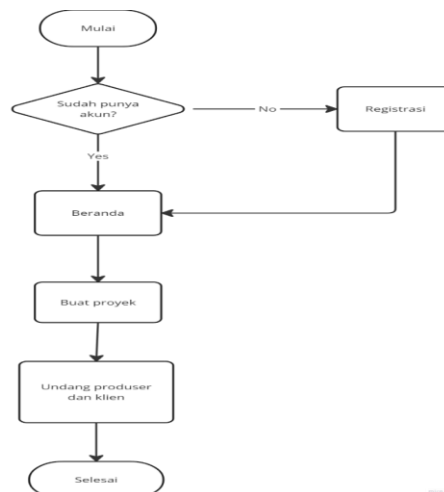 Mulai
Sudah punya
akun?
No
Registrasi
Yes
Beranda
Buat proyek
Undang produser
dan klien
Selesai